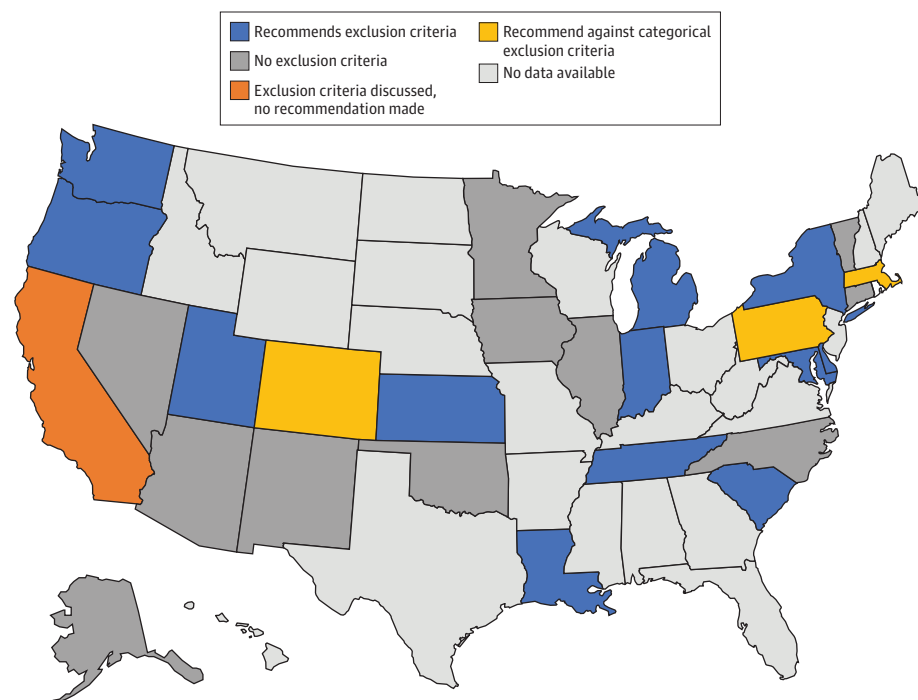 Recommends exclusion criteria
No exclusion criteria
Exclusion criteria discussed,
no recommendation made
Recommend against categorical
exclusion criteria
No data available